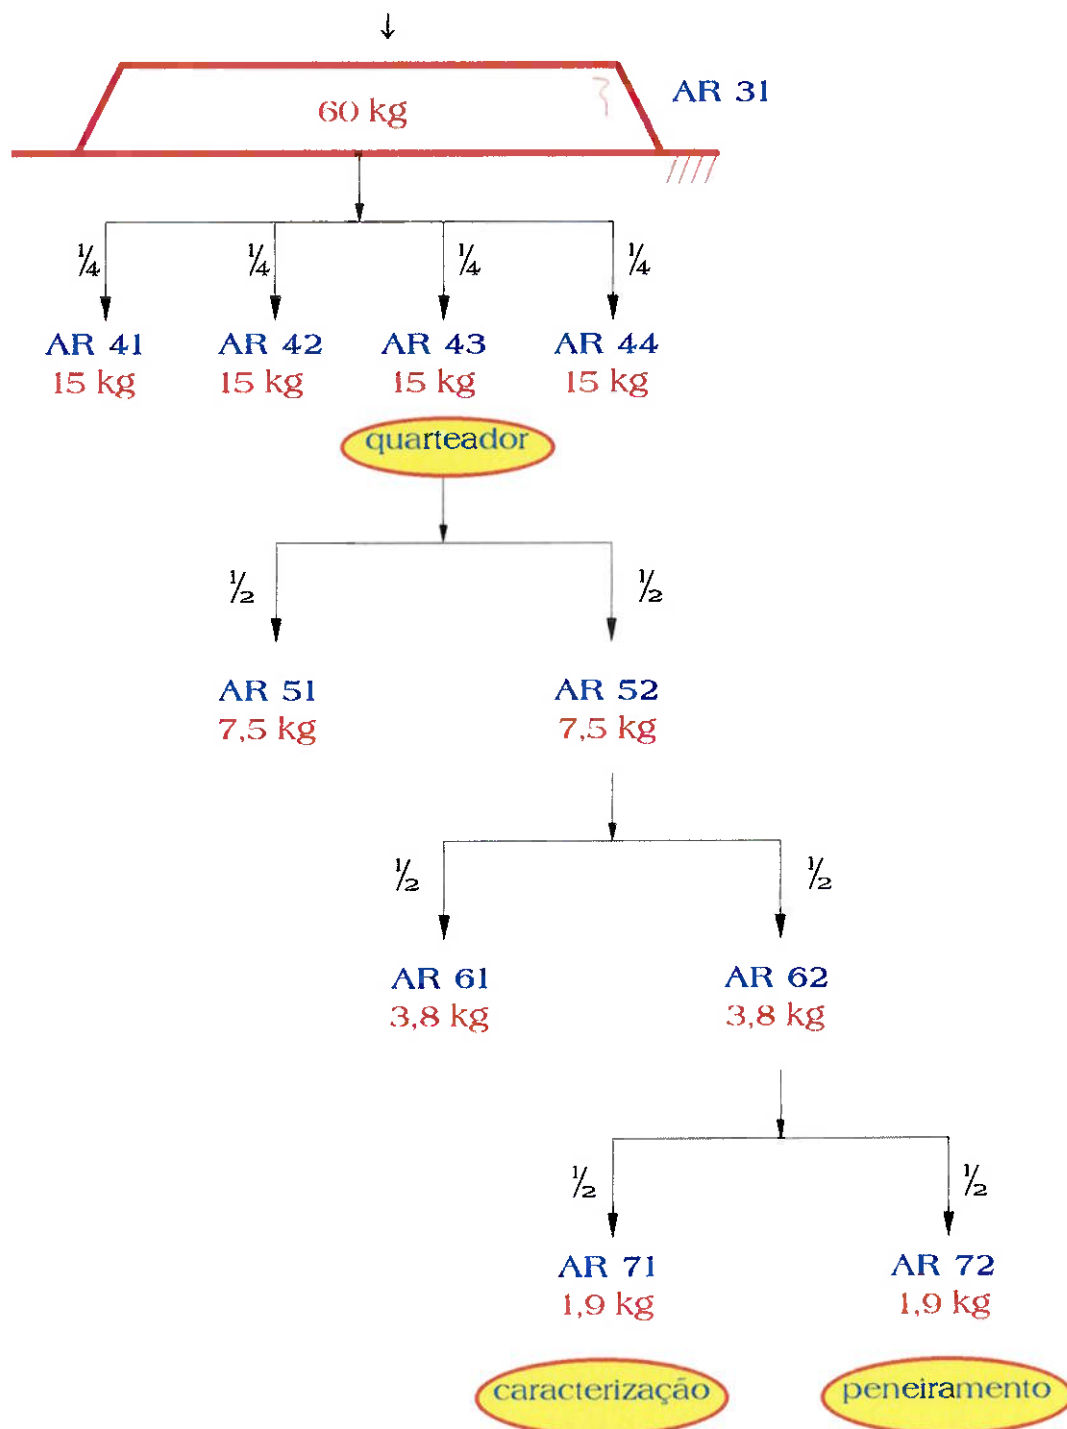 AR 31
60 kg
¼ ¼ ¼ ¼
AR 41 AR 42 AR 43 AR 44
15 kg 15 kg 15 kg 15 kg
quarteador
½ ½
AR 51 AR 52
7,5 kg 7,5 kg
½ ½
AR 61 AR 62
3,8 kg 3,8 kg
½ ½
AR 71 AR 72
1,9 kg 1,9 kg
caracterização peneiramento